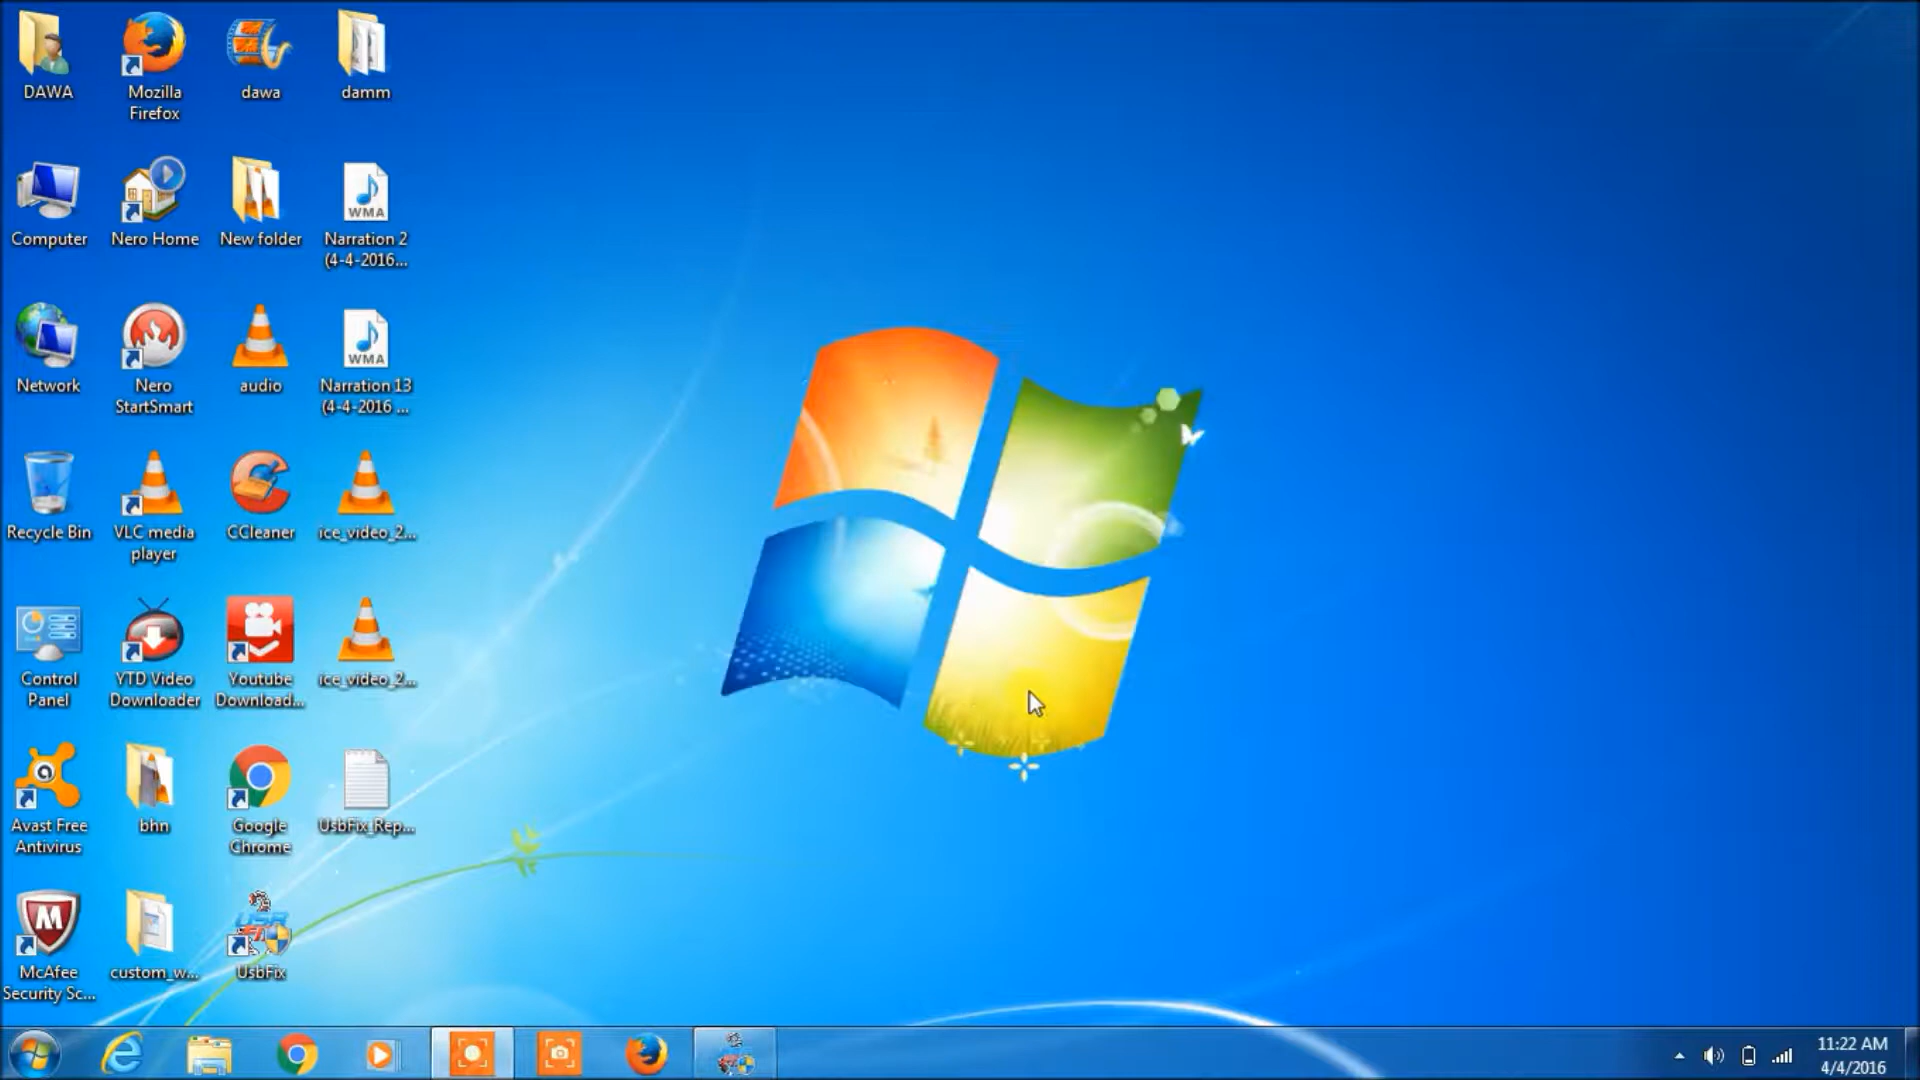 DAWA
Mozilla
Firefox
dawa
damm
Computer
Nero Home
New folder
WMA
Narration 2
(4-4-2016...
Network
Nero
StartSmart
audio
WMA
Narration 13
(4-4-2016 ...
Recycle Bin
VLC media
player
CCleaner
ice_video_2...
Control
Panel
YTD Video
Downloader
Youtube
Download...
ice_video_2...
Avast Free
Antivirus
bhn
Google
Chrome
UsbFix_Rep...
McAfee
Security Sc...
custom_w...
UsbFix
11:22 AM
4/4/2016